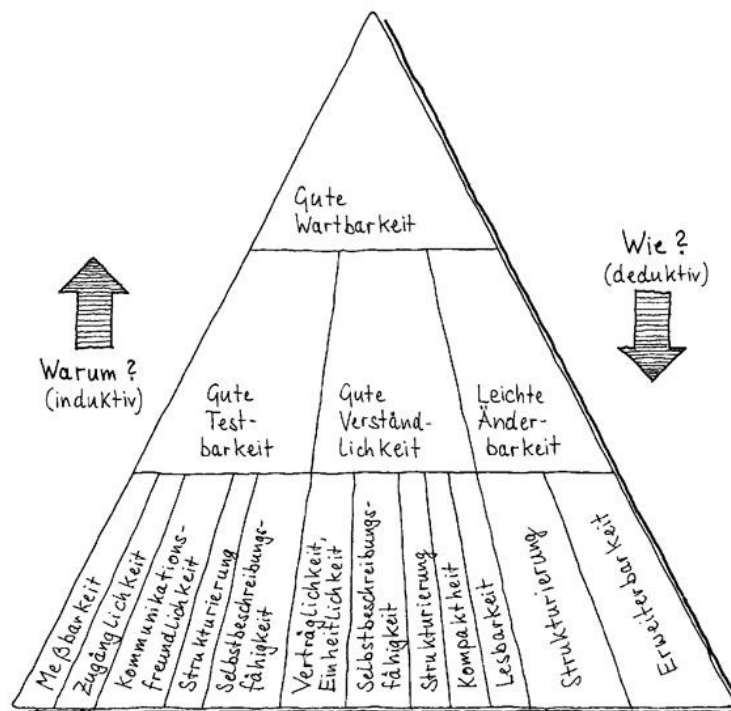 Gute
Wartbarkeit
Wie?
(deduktiv)
Warum?
(induktiv)
Gute
Test-
barkeit
Gute
Verständ-
lichkeit
Leichte
Änder-
barkeit
Meßbarkeit
Zugänglichkeit
Kommunikations-
freundlichkeit
Strukturierung
Selbstbeschreibungs-
fähigkeit
Verträglichkeit,
Einheitlichkeit
Selbstbeschreibungs-
fähigkeit
Strukturierung
Kompaktheit
Lesbarkeit
Strukturierung
Erweiterbarkeit